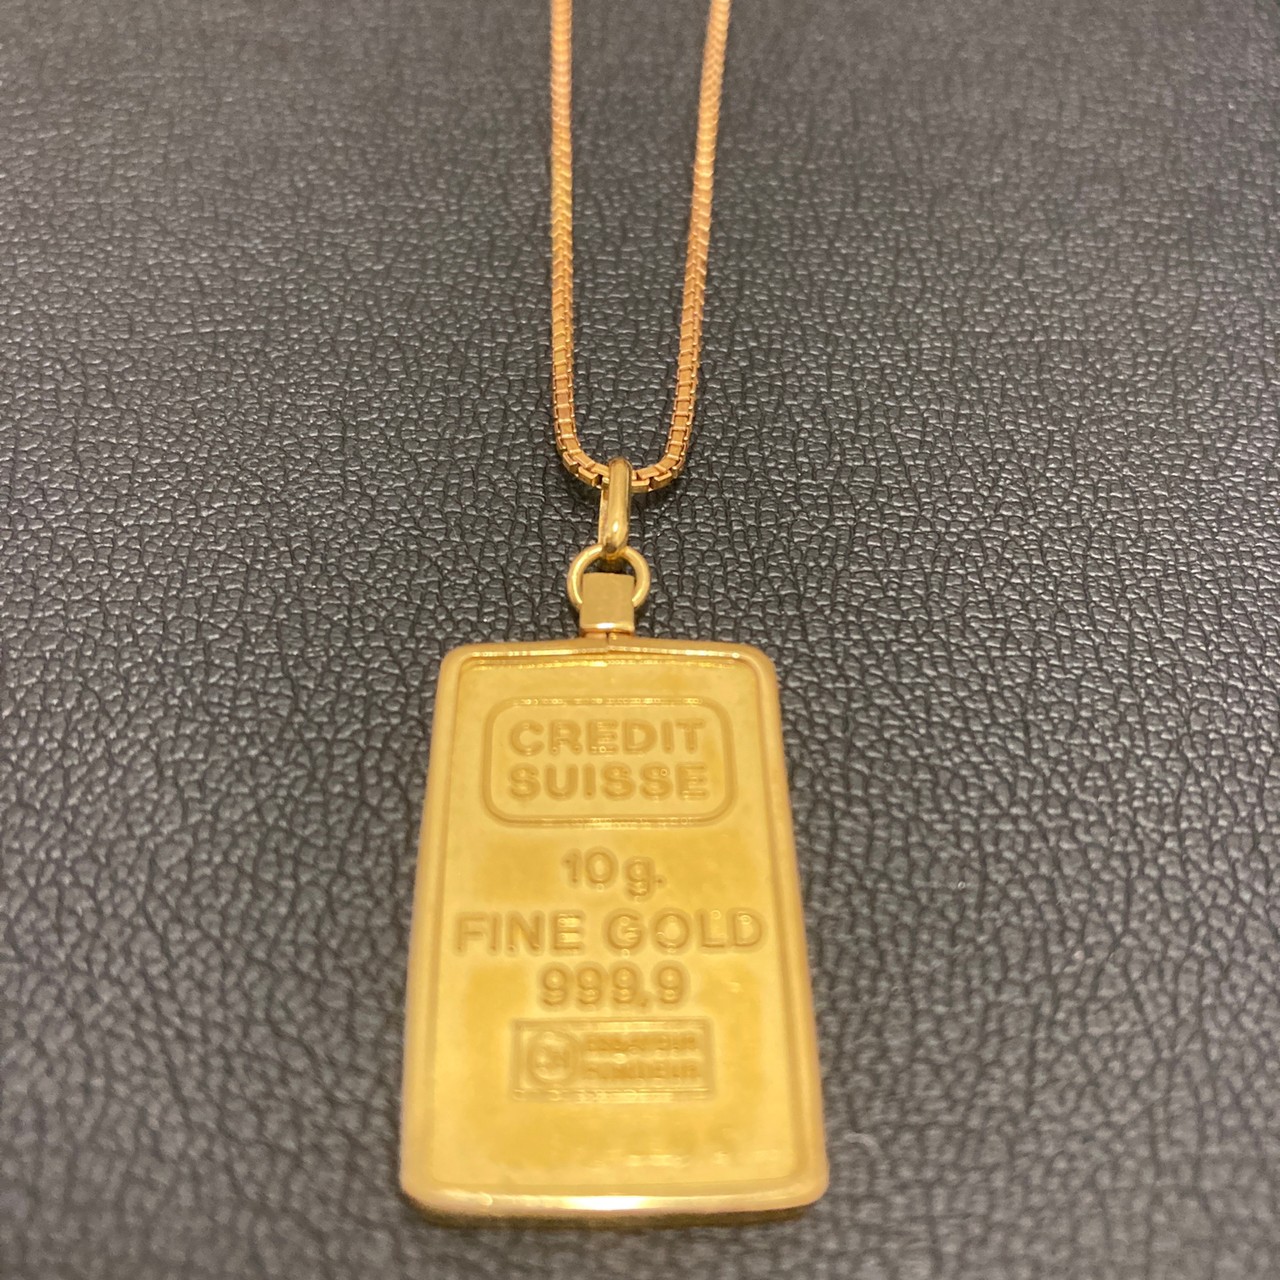 CREDIT
SUISSE
10g.
FINE GOLD
999,9